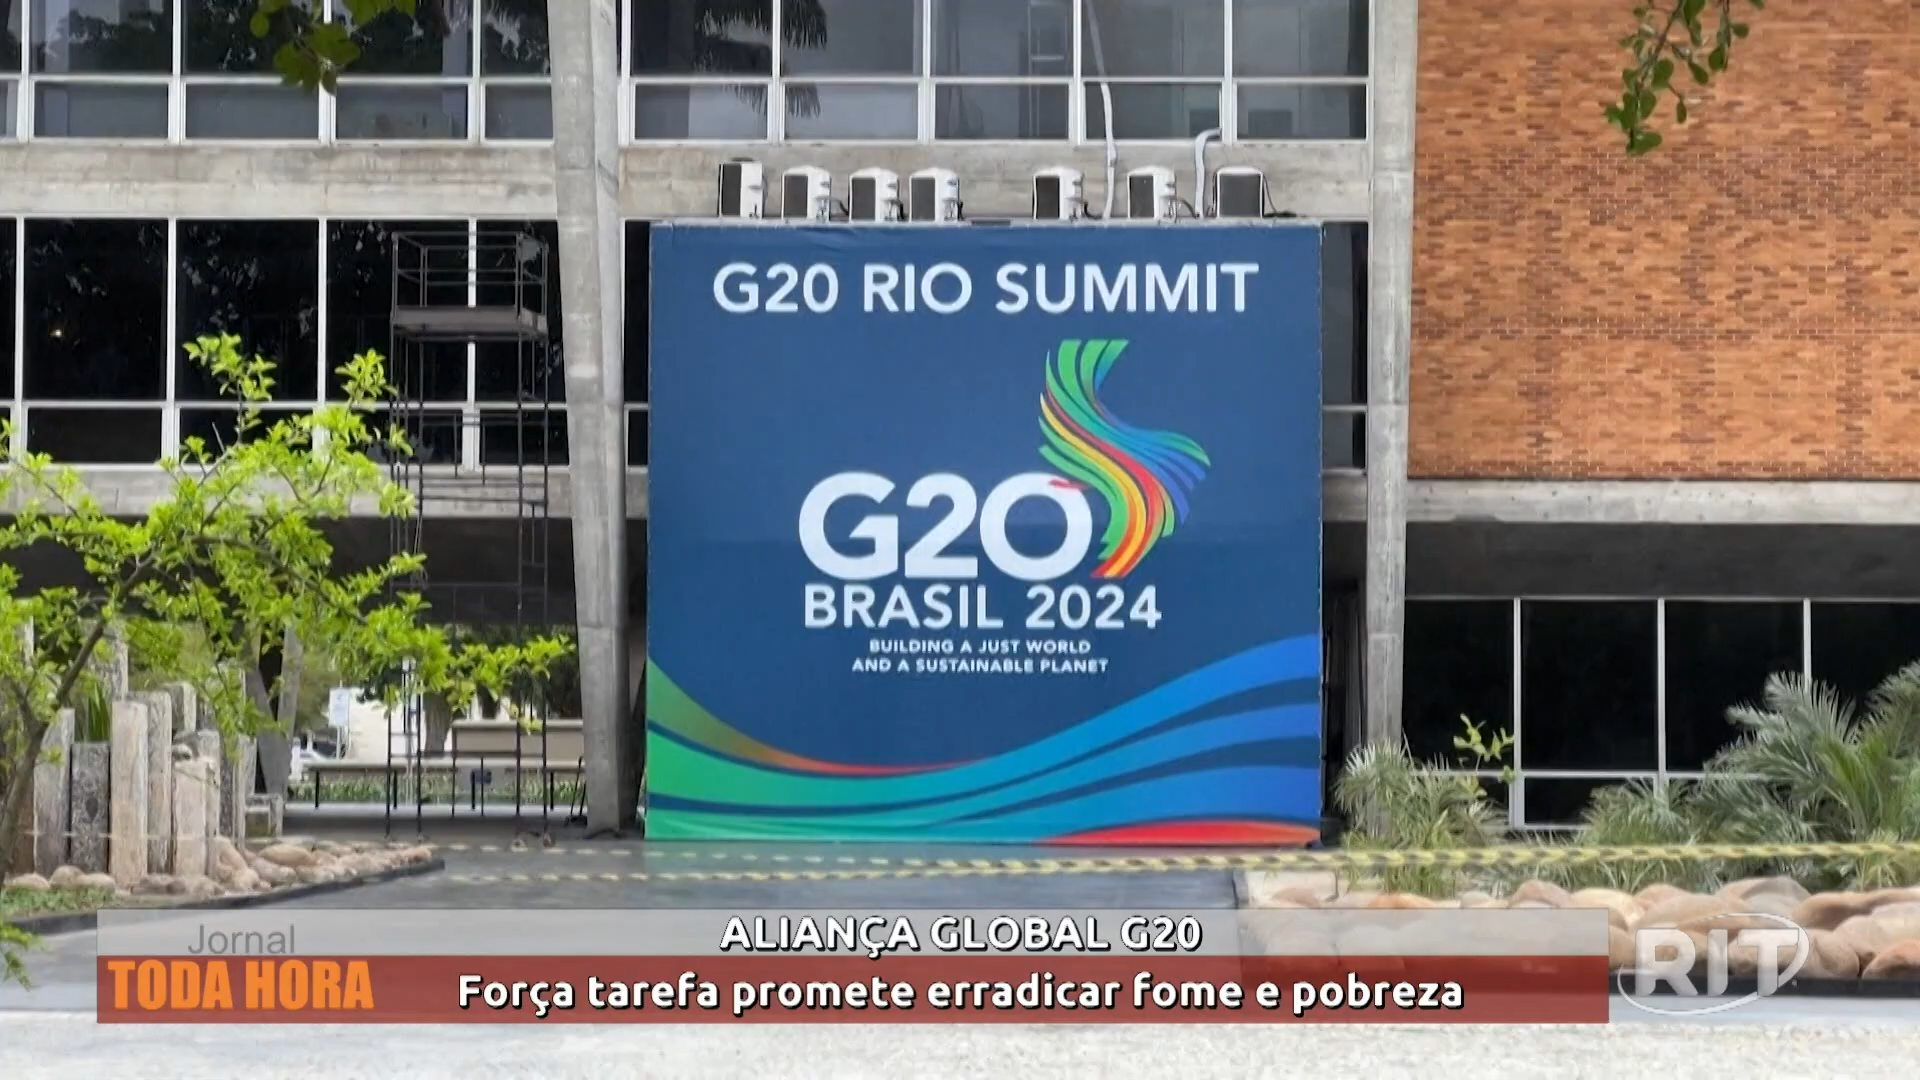 G20 RIO SUMMIT
G20
BRASIL 2024
BUILDING A JUST WORLD
AND A SUSTAINABLE PLANET
ALIANÇA GLOBAL G20
Jornal
TODA HORA
Força tarefa promete erradicar fome e pobreza
RIT